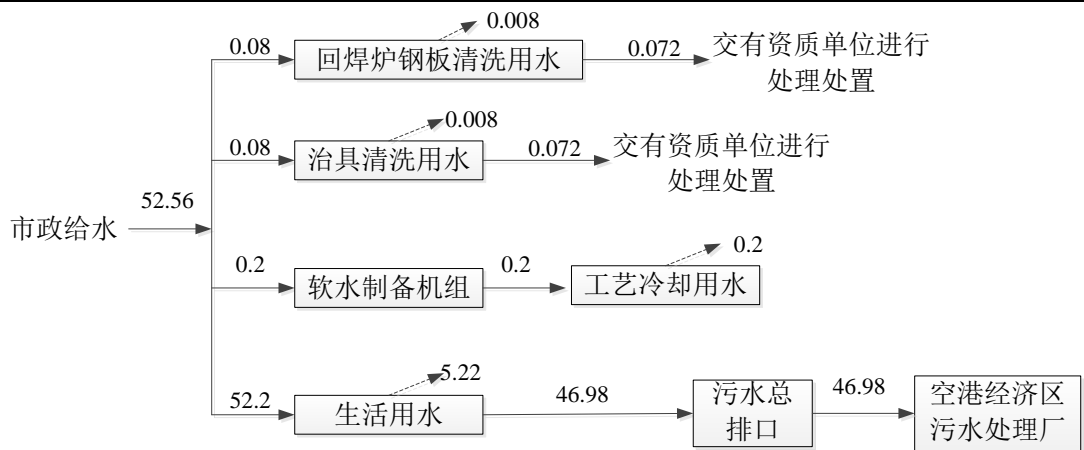 0.008
0.08
回焊炉钢板清洗用水
0.072
交有资质单位进行
处理处置
0.008
0.08
治具清洗用水
0.072
交有资质单位进行
处理处置
52.56
市政给水
0.2
0.2
软水制备机组
0.2
工艺冷却用水
5.22
52.2
生活用水
46.98
污水总
排口
46.98
空港经济区
污水处理厂